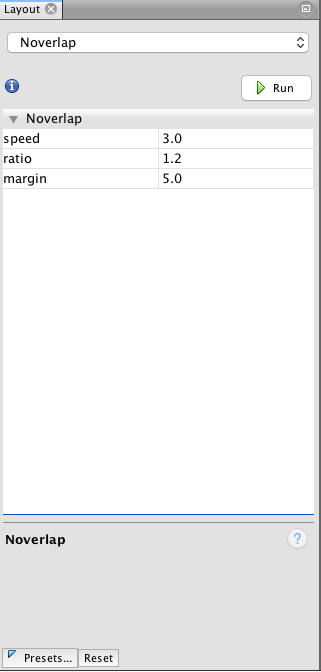 Layout
Noverlap
Run
Noverlap
speed 3.0
ratio 1.2
margin 5.0
Noverlap
?
Presets... Reset